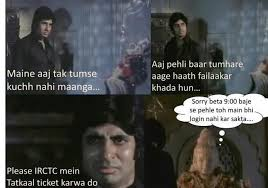 Maine aaj tak tumse
kuchh nahi maanga...
Aaj pehli baar tumhare
aage haath failaakar
khada hun...
Please IRCTC mein
Tatkaal ticket karwa do
Sorry beta 9:00 baje
se pehle toh main bhi
login nahi kar sakta....